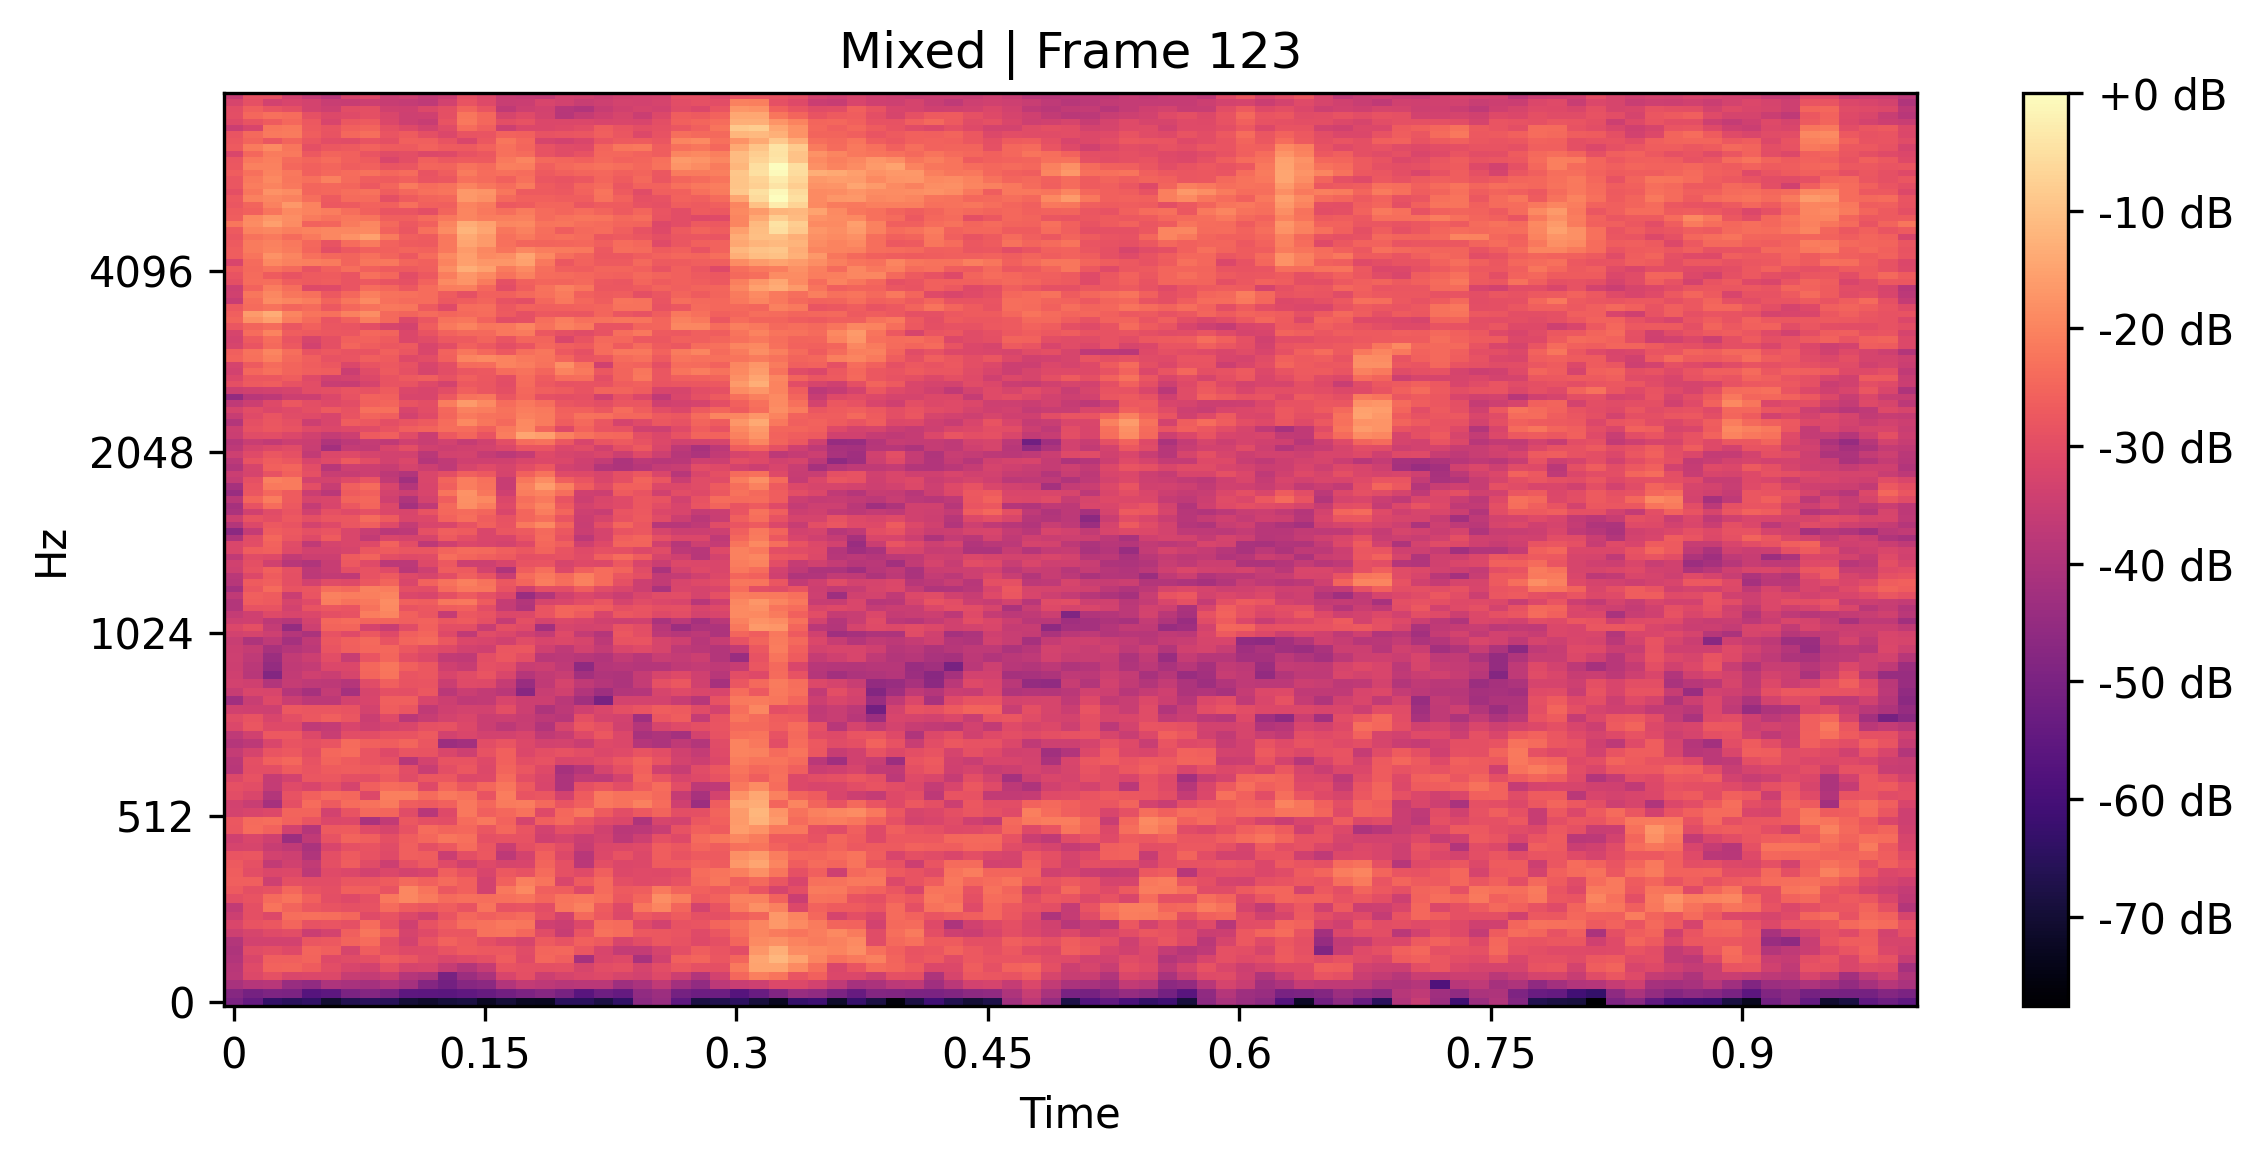 Mixed | Frame 123
+0 dB
-10 dB
-20 dB
-30 dB
-40 dB
-50 dB
-60 dB
-70 dB
4096
2048
1024
512
0
Hz
0 0.15 0.3 0.45 0.6 0.75 0.9
Time